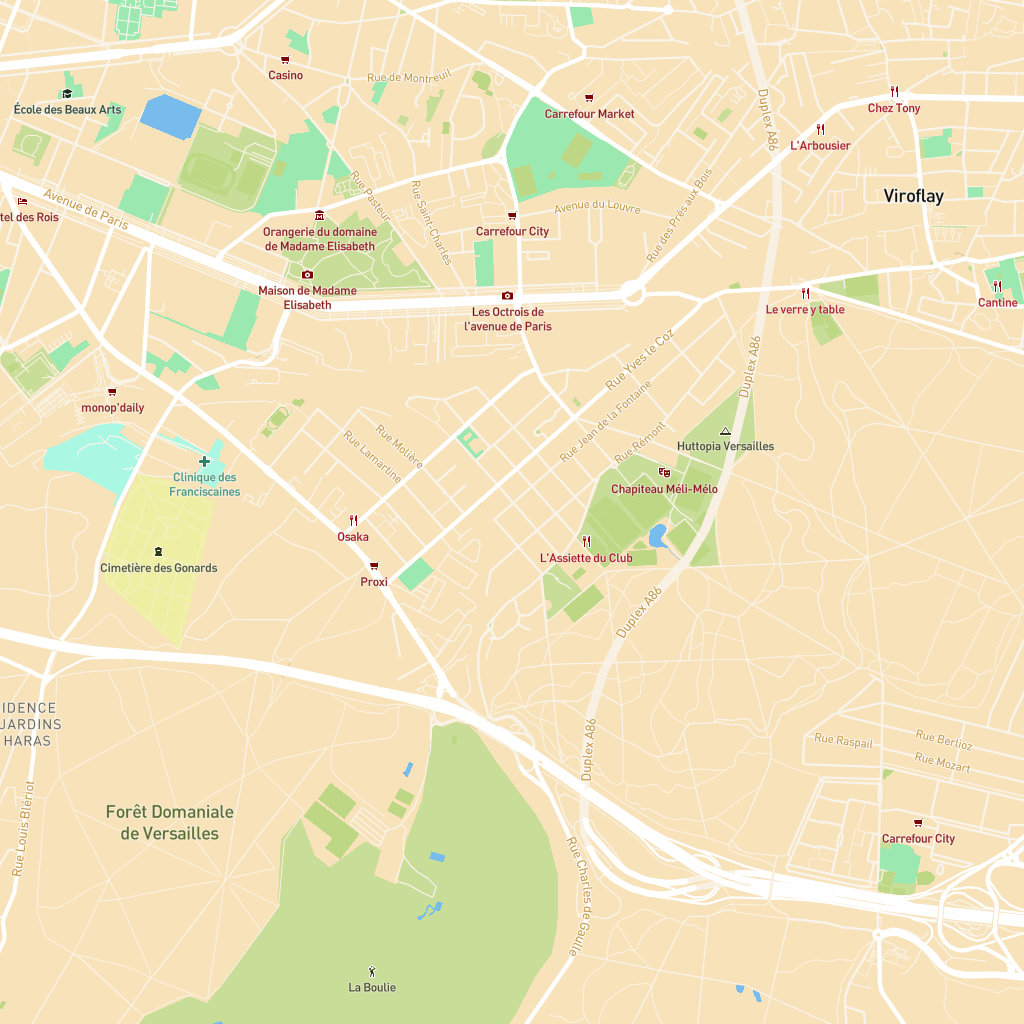 Casino
Rue de Montreuil
École des Beaux Arts
Carrefour Market
Duplex A86
Chez Tony
L'Arbousier
Viroflay
Avenue de Paris
Hôtel des Rois
Rue Pasteur
Rue Saint-Charles
Orangerie du domaine
de Madame Elisabeth
Carrefour City
Avenue du Louvre
Rue des Prés aux Bois
Maison de Madame
Elisabeth
Les Octrois de
l'avenue de Paris
Le verre y table
Cantine
Rue Yves le Coz
Duplex A86
monop'daily
Rue Jean de la Fontaine
Rue Molière
Rue Lamartine
Rue Rémont
Huttopia Versailles
Clinique des
Franciscaines
Chapiteau Méli-Mélo
Osaka
L'Assiette du Club
Cimetière des Gonards
Proxi
Duplex A86
IDENCE
JARDINS
HARAS
Duplex A86
Rue Raspail
Rue Berlioz
Rue Mozart
Rue Louis Blériot
Forêt Domaniale
de Versailles
Carrefour City
Rue Charles de Gaulle
La Boulie